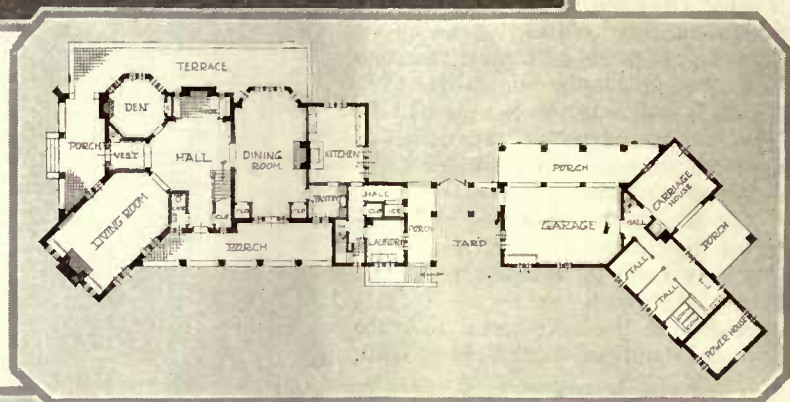 TERRACE
DEN
PORCH
VEST
HALL
DINING
ROOM
KITCHEN
LIVING ROOM
CLO
CLO
CLO
PANTRY
HALL
CLO
ICE
LAUNDRY
PORCH
PORCH
YARD
PORCH
GARAGE
HALL
CARRIAGE
HOUSE
PORCH
STALL
STALL
POWER HOUSE